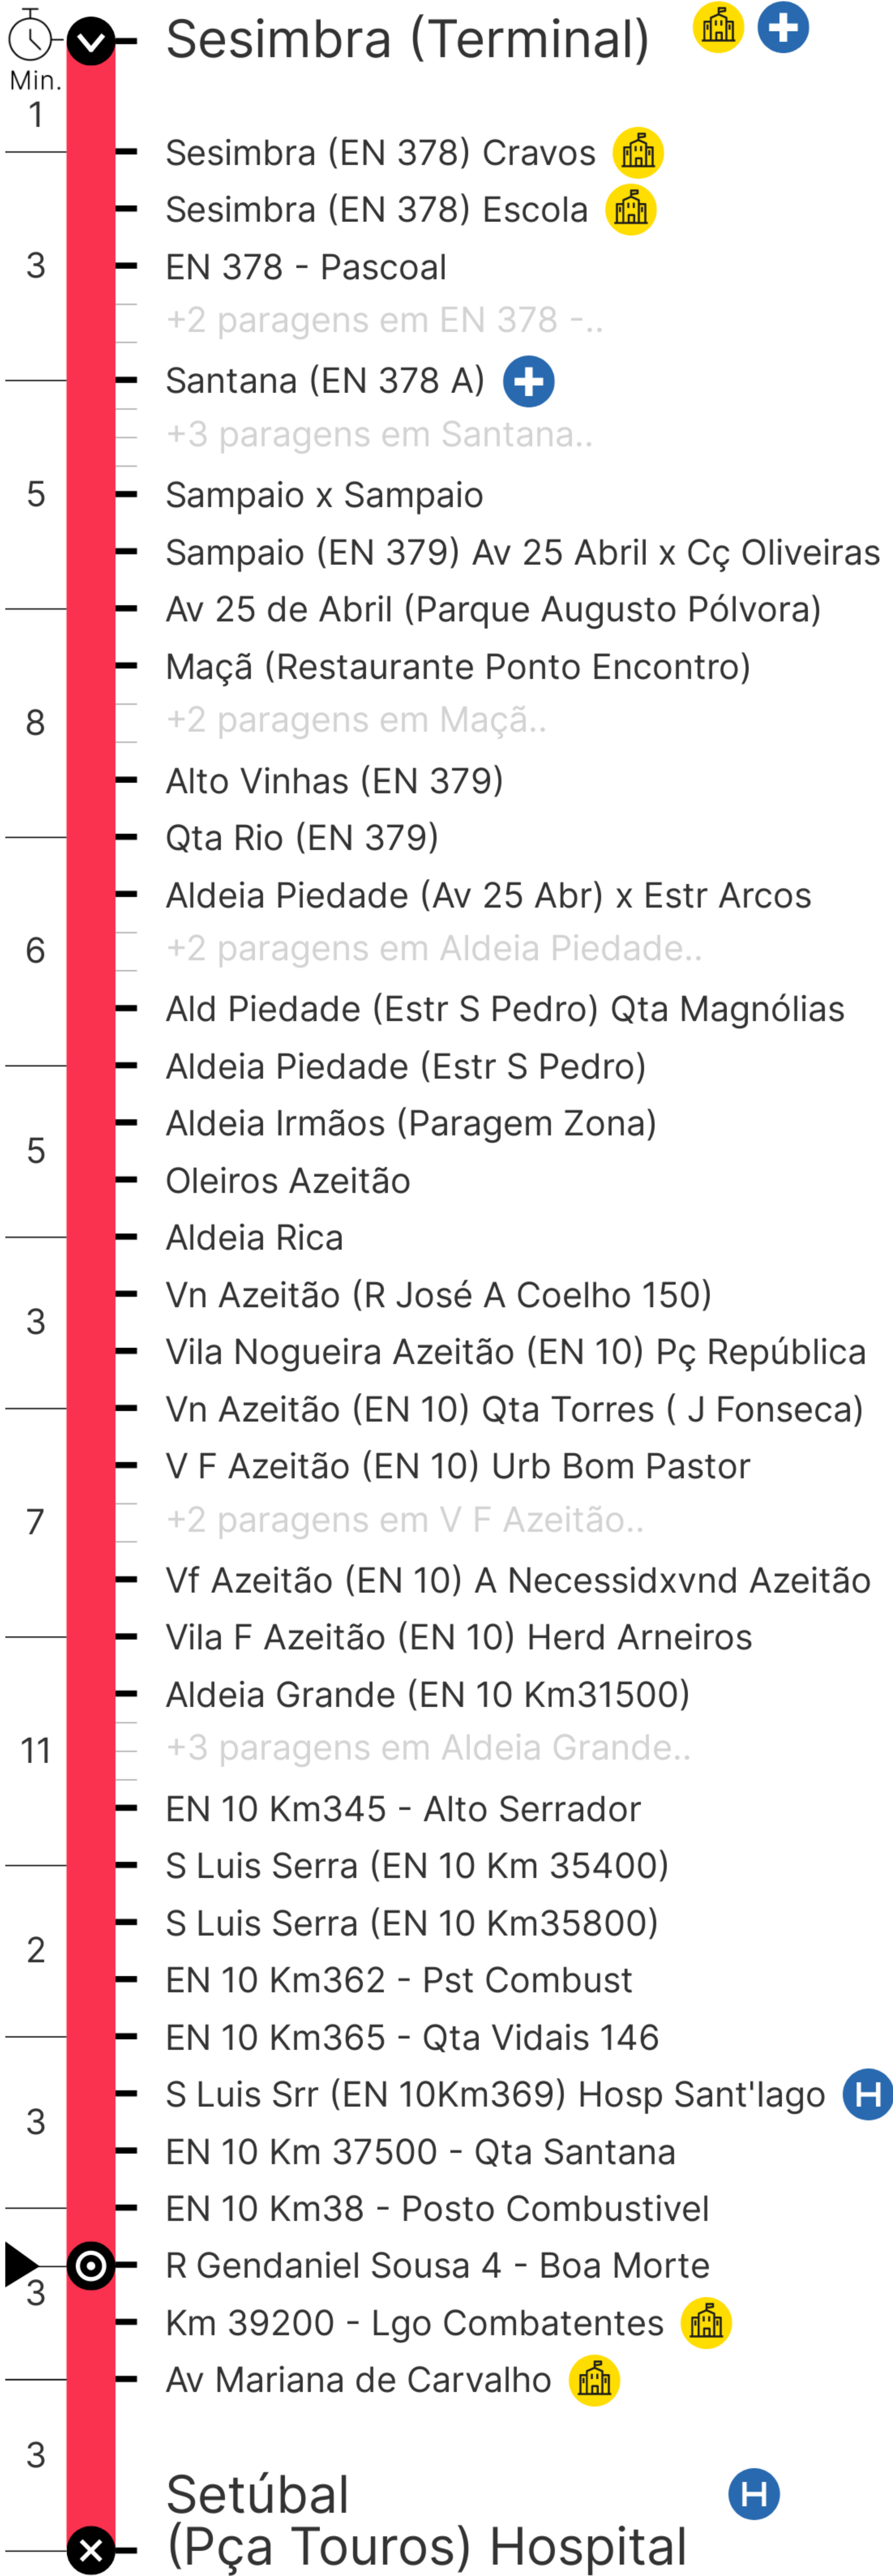 Sesimbra (Terminal)
Min.
1
Sesimbra (EN 378) Cravos
Sesimbra (EN 378) Escola
3
EN 378 - Pascoal
+2 paragens em EN 378 -..
Santana (EN 378 A)
+3 paragens em Santana..
5
Sampaio x Sampaio
Sampaio (EN 379) Av 25 Abril x Cç Oliveiras
Av 25 de Abril (Parque Augusto Pólvora)
Maçã (Restaurante Ponto Encontro)
8
+2 paragens em Maçã..
Alto Vinhas (EN 379)
Qta Rio (EN 379)
Aldeia Piedade (Av 25 Abr) x Estr Arcos
6
+2 paragens em Aldeia Piedade..
Ald Piedade (Estr S Pedro) Qta Magnólias
Aldeia Piedade (Estr S Pedro)
Aldeia Irmãos (Paragem Zona)
5
Oleiros Azeitão
Aldeia Rica
Vn Azeitão (R José A Coelho 150)
3
Vila Nogueira Azeitão (EN 10) Pç República
Vn Azeitão (EN 10) Qta Torres ( J Fonseca)
V F Azeitão (EN 10) Urb Bom Pastor
7
+2 paragens em V F Azeitão..
Vf Azeitão (EN 10) A Necessidxvnd Azeitão
Vila F Azeitão (EN 10) Herd Arneiros
Aldeia Grande (EN 10 Km31500)
11
+3 paragens em Aldeia Grande..
EN 10 Km345 - Alto Serrador
S Luis Serra (EN 10 Km 35400)
S Luis Serra (EN 10 Km35800)
2
EN 10 Km362 - Pst Combust
EN 10 Km365 - Qta Vidais 146
S Luis Srr (EN 10Km369) Hosp Sant'Iago H
3
EN 10 Km 37500 - Qta Santana
EN 10 Km38 - Posto Combustivel
R Gendaniel Sousa 4 - Boa Morte
3
Km 39200 - Lgo Combatentes
Av Mariana de Carvalho
3
Setúbal H
(Pça Touros) Hospital